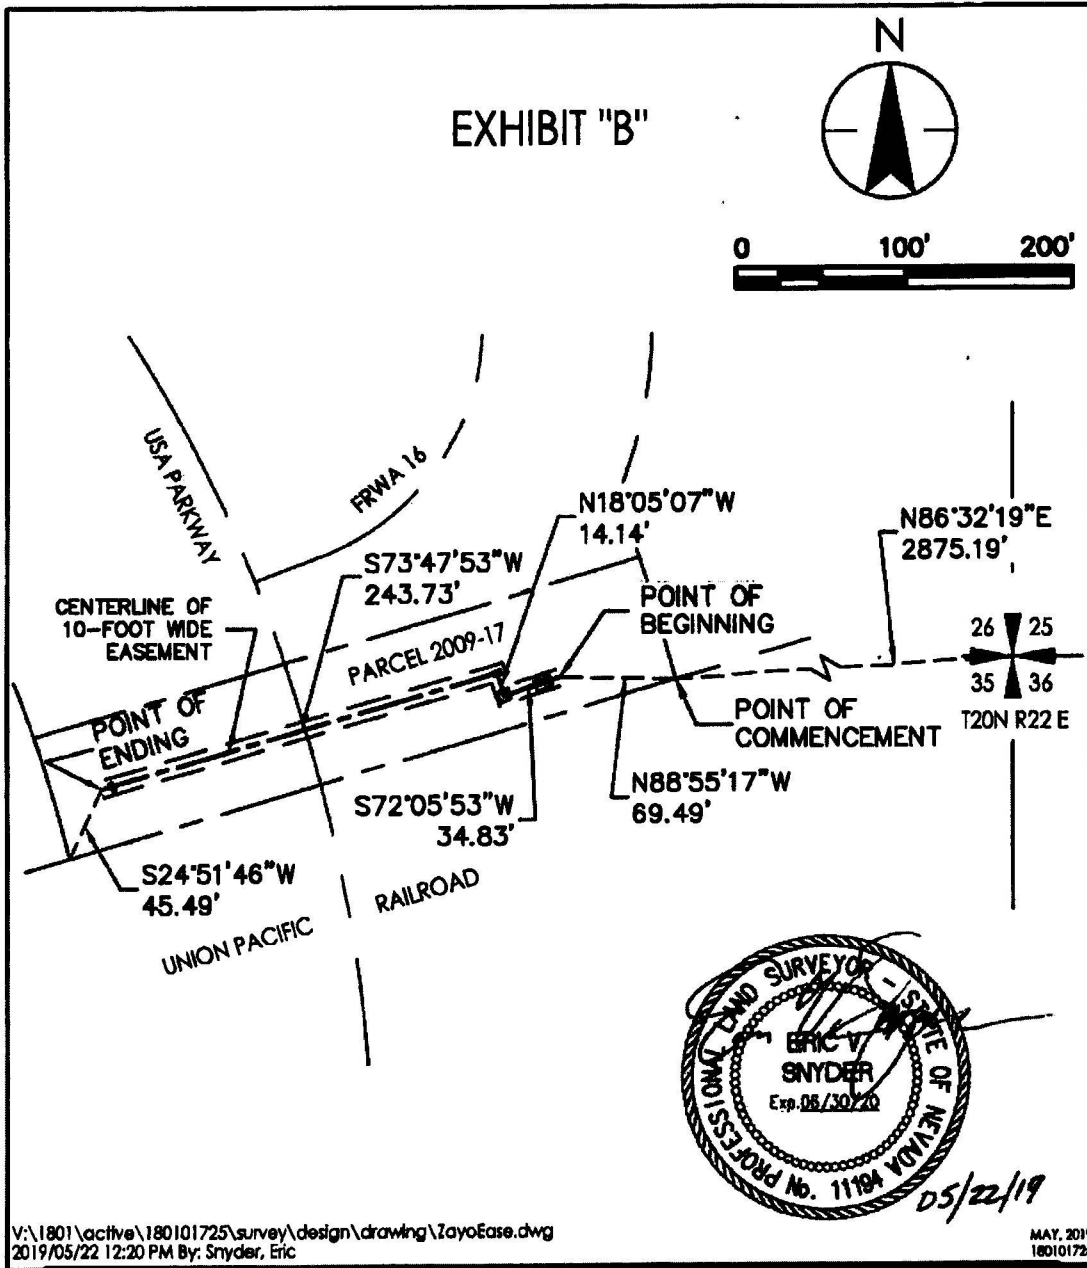 N
EXHIBIT "B"
0 100' 200'
USA PARKWAY
FRWA 16
N18°05'07"W
14.14'
N86°32'19"E
2875.19'
S73°47'53"W
243.73'
CENTERLINE OF
10-FOOT WIDE
EASEMENT
POINT OF
BEGINNING
PARCEL 2009-17
26 25
35 36
T20N R22 E
POINT OF
ENDING
POINT OF
COMMENCEMENT
S72°05'53"W
34.83'
N88°55'17"W
69.49'
S24°51'46"W
45.49'
UNION PACIFIC RAILROAD
PROFESSIONAL LAND SURVEYOR - STATE OF NEVADA
ERIC V.
SNYDER
Exp. 06/30/20
No. 11194
05/22/19
V:\1801\active\180101725\survey\design\drawing\ZayoEase.dwg
2019/05/22 12:20 PM By: Snyder, Eric
MAY, 201
18010172